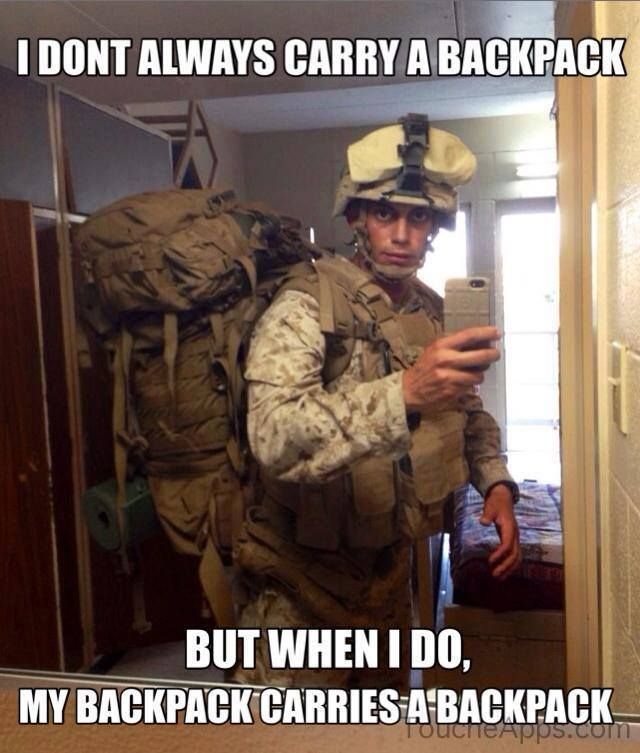 I DONT ALWAYS CARRY A BACKPACK
BUT WHEN I DO,
MY BACKPACK CARRIES A BACKPACK
ToucheApps.com